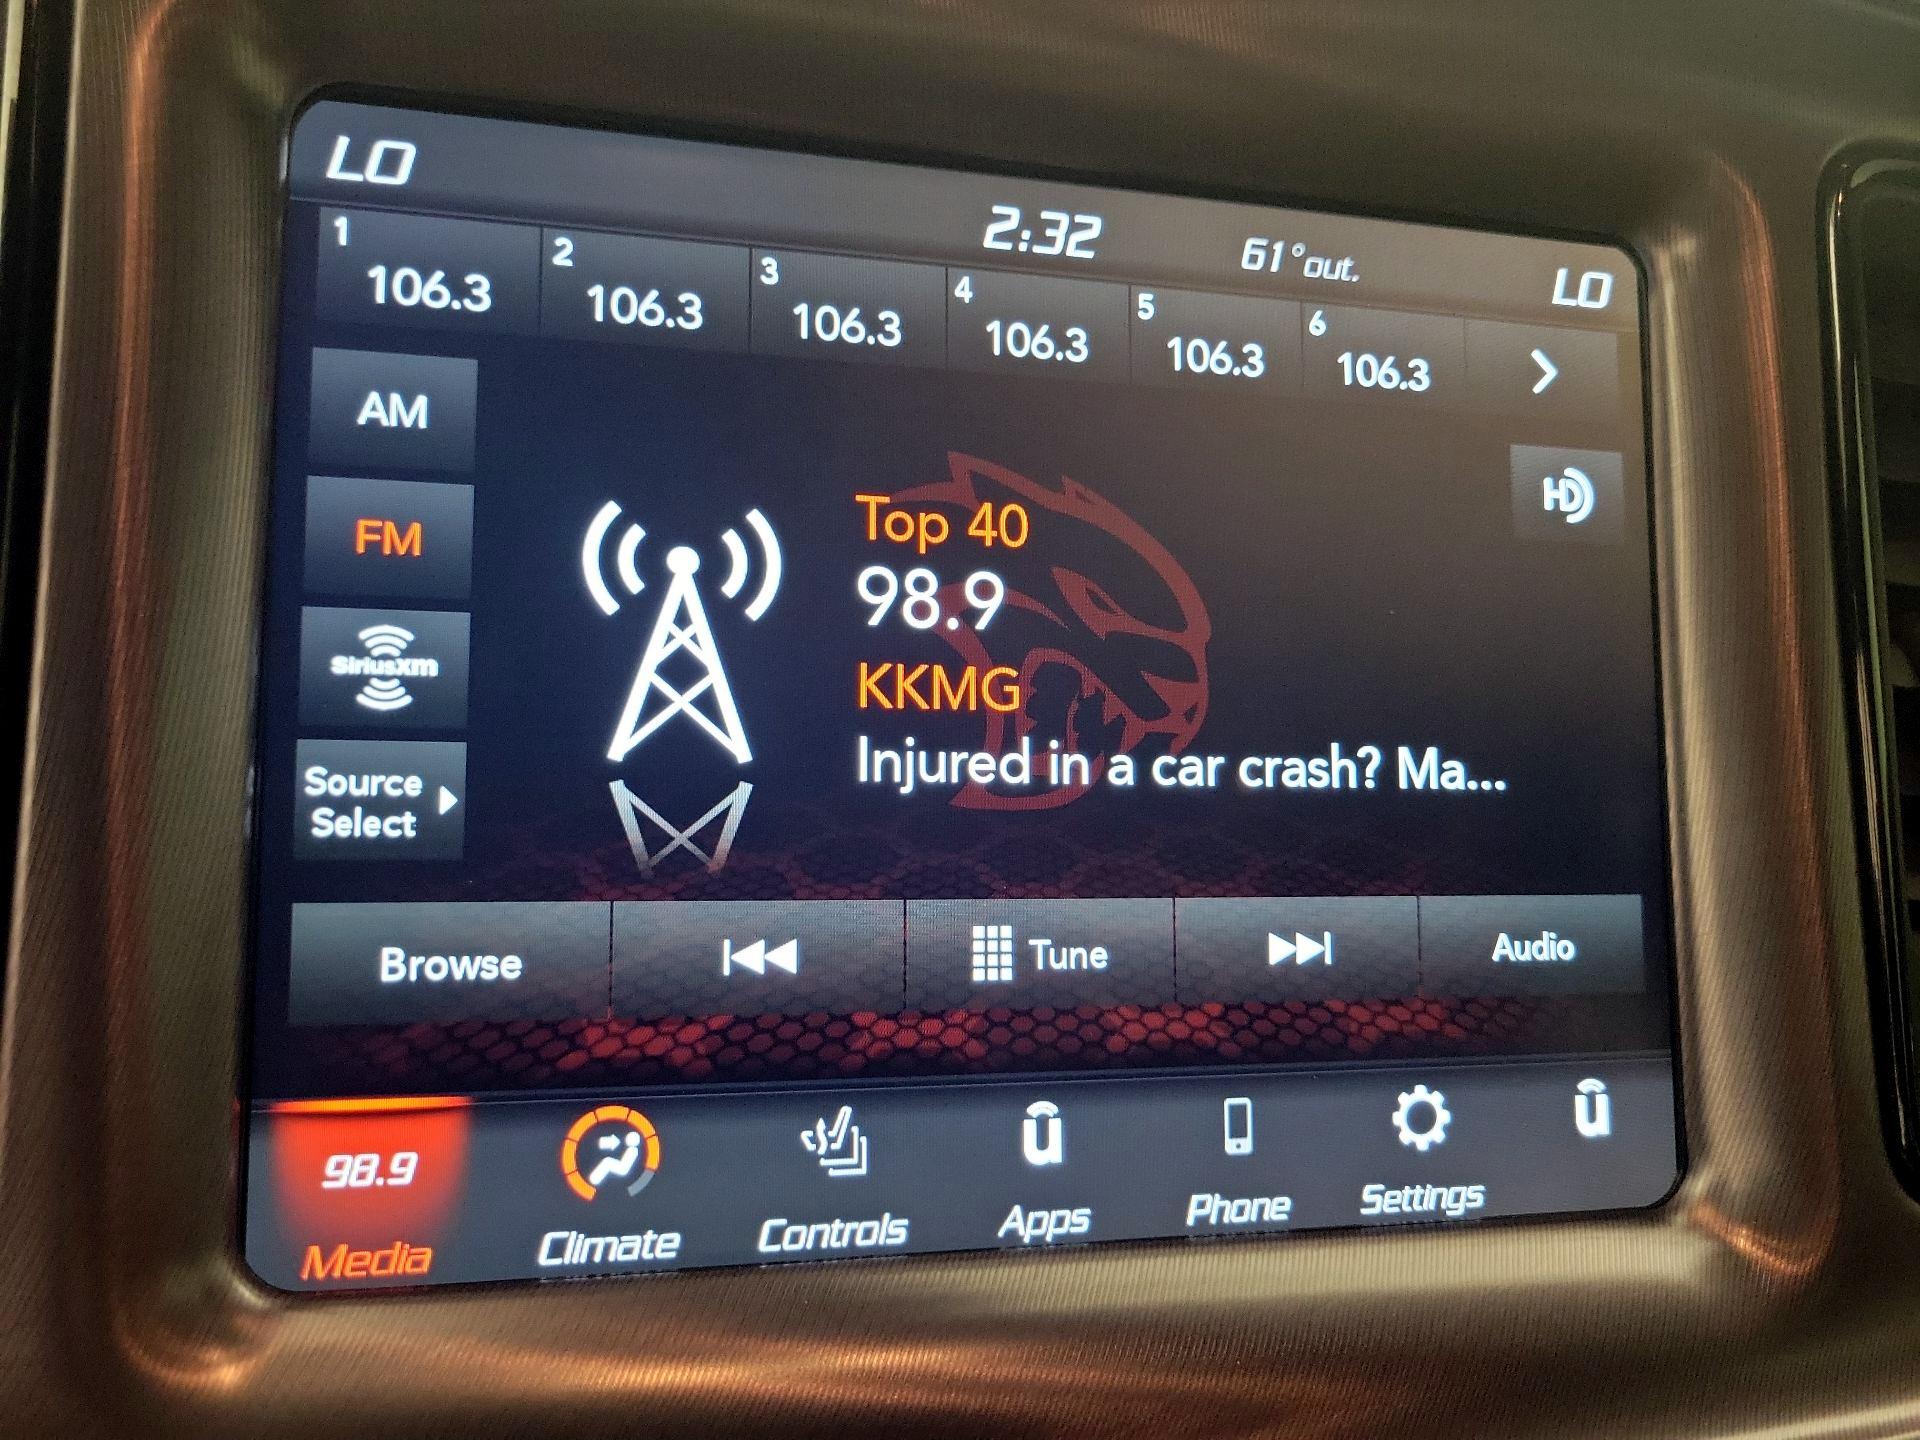 LO
2:32
61°out.
LO
1 106.3
2 106.3
3 106.3
4 106.3
5 106.3
6 106.3
AM
HD
Top 40
FM
98.9
SiriusXM
KKMG
Injured in a car crash? Ma...
Source
Select
Browse
Tune
Audio
98.9
Media
Climate
Controls
u
Apps
Phone
Settings
u